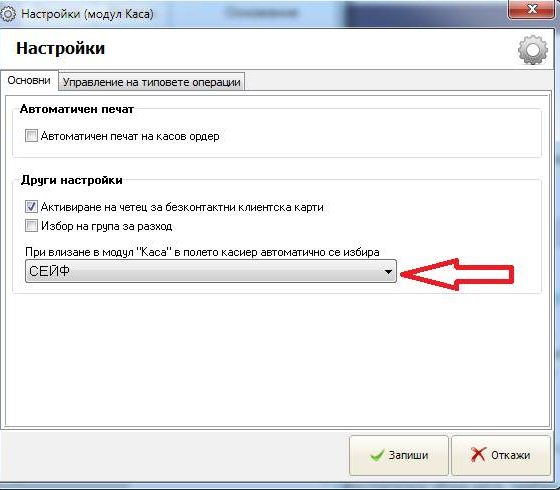 Настройки (модул Каса)
Настройки
Основни
Управление на типовете операции
Автоматичен печат
Автоматичен печат на касов ордер
Други настройки
Активиране на четец за безконтактни клиентска карти
Избор на група за разход
При влизане в модул "Каса" в полето касиер автоматично се избира
СЕЙФ
Запиши
Откажи